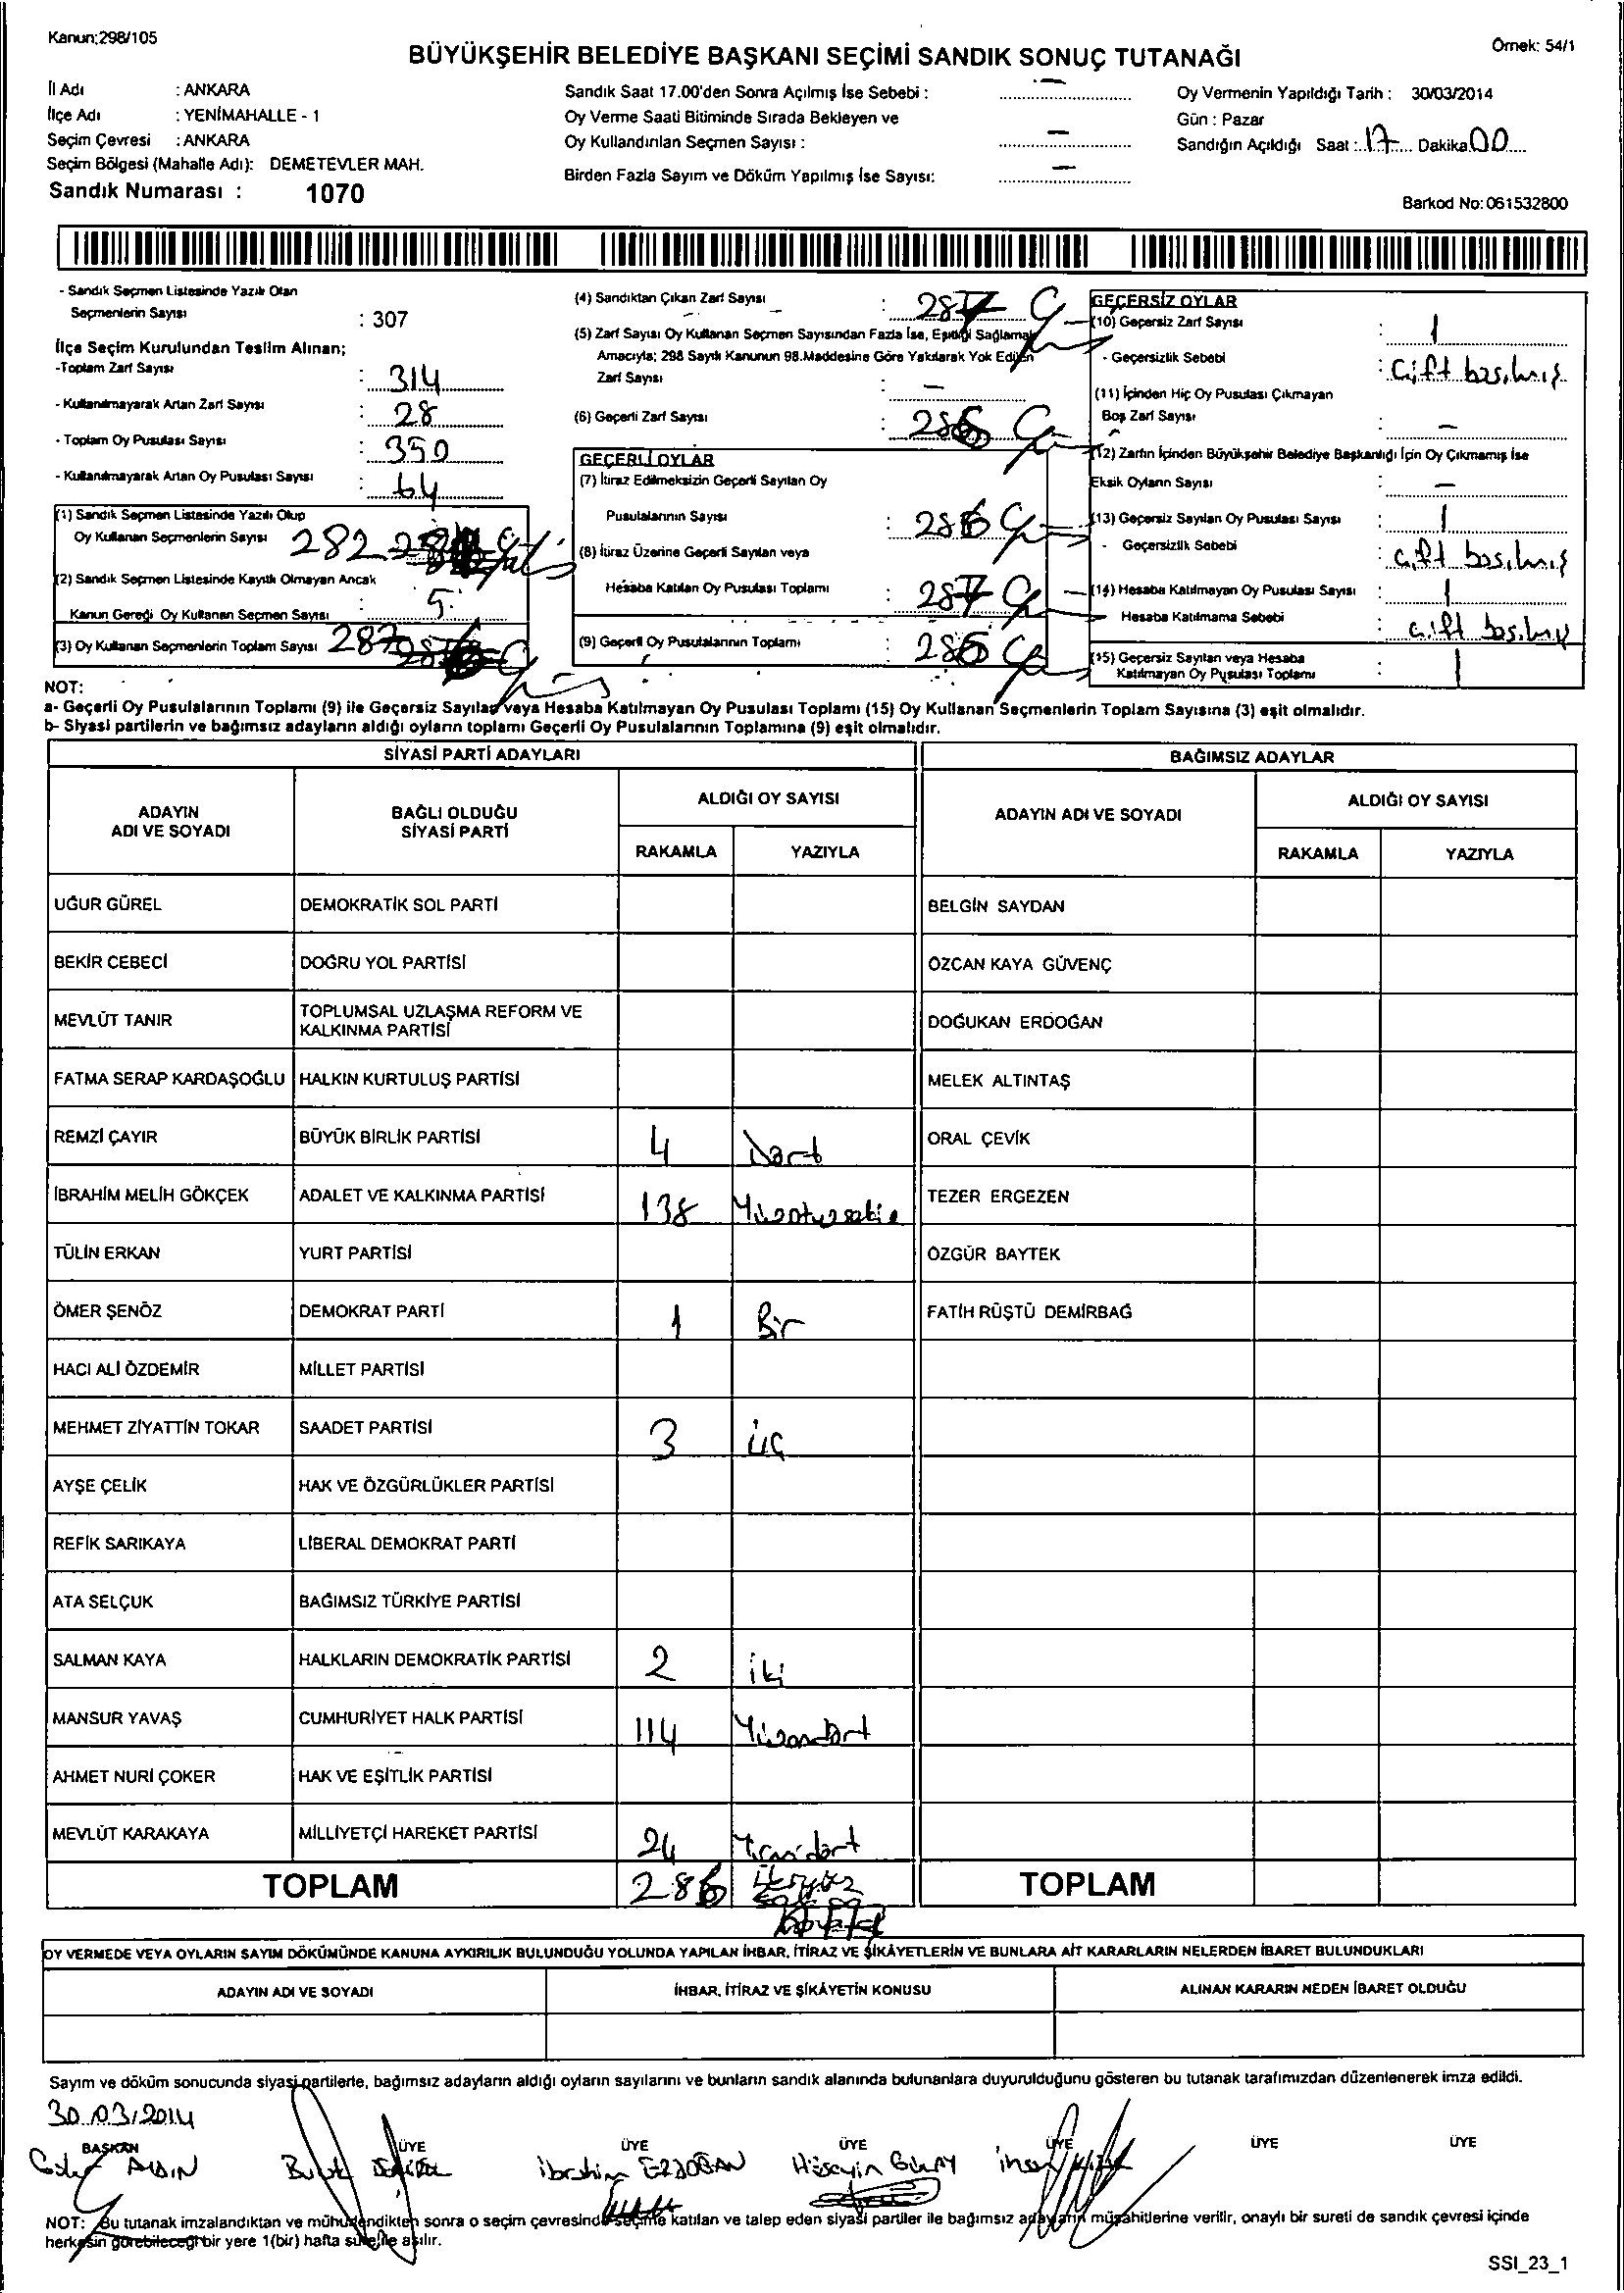 Kanun:298/105
Örnek: 54/1
BÜYÜKŞEHİR BELEDİYE BAŞKANI SEÇİMİ SANDIK SONUÇ TUTANAĞI
İl Adı : ANKARA
İlçe Adı : YENİMAHALLE - 1
Seçim Çevresi : ANKARA
Seçim Bölgesi (Mahalle Adı): DEMETEVLER MAH.
Sandık Numarası : 1070
Sandık Saat 17.00'den Sonra Açılmış İse Sebebi : –
Oy Verme Saati Bitiminde Sırada Bekleyen ve
Oy Kullandırılan Seçmen Sayısı : –
Birden Fazla Sayım ve Döküm Yapılmış İse Sayısı: –
Oy Vermenin Yapıldığı Tarih : 30/03/2014
Gün : Pazar
Sandığın Açıldığı Saat : 17 Dakika 00
Barkod No: 061532800
- Sandık Seçmen Listesinde Yazılı Olan
Seçmenlerin Sayısı : 307
İlçe Seçim Kurulundan Teslim Alınan;
-Toplam Zarf Sayısı : 314
- Kullanılmayarak Artan Zarf Sayısı : 28
- Toplam Oy Pusulası Sayısı : 350
- Kullanılmayarak Artan Oy Pusulası Sayısı : 64
(1) Sandık Seçmen Listesinde Yazılı Olup
Oy Kullanan Seçmenlerin Sayısı 282
(2) Sandık Seçmen Listesinde Kayıtlı Olmayan Ancak
Kanun Gereği Oy Kullanan Seçmen Sayısı : 5
(3) Oy Kullanan Seçmenlerin Toplam Sayısı 287
(4) Sandıktan Çıkan Zarf Sayısı : 287
(5) Zarf Sayısı Oy Kullanan Seçmen Sayısından Fazla İse, Eşitliği Sağlamak
Amacıyla; 298 Sayılı Kanunun 98.Maddesine Göre Yakılarak Yok Edilen
Zarf Sayısı : –
(6) Geçerli Zarf Sayısı : 286
GEÇERLİ OYLAR
(7) İtiraz Edilmeksizin Geçerli Sayılan Oy
Pusulalarının Sayısı : 286
(8) İtiraz Üzerine Geçerli Sayılan veya
Hesaba Katılan Oy Pusulası Toplamı : 287
(9) Geçerli Oy Pusulalarının Toplamı : 286
GEÇERSİZ OYLAR
(10) Geçersiz Zarf Sayısı : 1
- Geçersizlik Sebebi : Çift basılmış
(11) İçinden Hiç Oy Pusulası Çıkmayan
Boş Zarf Sayısı : –
(12) Zarfın İçinden Büyükşehir Belediye Başkanlığı İçin Oy Çıkmamış İse
Eksik Oyların Sayısı : –
(13) Geçersiz Sayılan Oy Pusulası Sayısı : 1
- Geçersizlik Sebebi : çift basılmış
(14) Hesaba Katılmayan Oy Pusulası Sayısı : 1
Hesaba Katılmama Sebebi : çift basılmış
(15) Geçersiz Sayılan veya Hesaba
Katılmayan Oy Pusulası Toplamı : 1
NOT:
a- Geçerli Oy Pusulalarının Toplamı (9) ile Geçersiz Sayılan veya Hesaba Katılmayan Oy Pusulası Toplamı (15) Oy Kullanan Seçmenlerin Toplam Sayısına (3) eşit olmalıdır.
b- Siyasi partilerin ve bağımsız adayların aldığı oyların toplamı Geçerli Oy Pusulalarının Toplamına (9) eşit olmalıdır.
SİYASİ PARTİ ADAYLARI BAĞIMSIZ ADAYLAR
ADAYIN ADI VE SOYADI BAĞLI OLDUĞU SİYASİ PARTİ ALDIĞI OY SAYISI ADAYIN ADI VE SOYADI ALDIĞI OY SAYISI
RAKAMLA YAZIYLA RAKAMLA YAZIYLA
UĞUR GÜREL DEMOKRATİK SOL PARTİ BELGİN SAYDAN
BEKİR CEBECİ DOĞRU YOL PARTİSİ ÖZCAN KAYA GÜVENÇ
MEVLÜT TANIR TOPLUMSAL UZLAŞMA REFORM VE KALKINMA PARTİSİ DOĞUKAN ERDOĞAN
FATMA SERAP KARDAŞOĞLU HALKIN KURTULUŞ PARTİSİ MELEK ALTINTAŞ
REMZİ ÇAYIR BÜYÜK BİRLİK PARTİSİ 4 Dört ORAL ÇEVİK
İBRAHİM MELİH GÖKÇEK ADALET VE KALKINMA PARTİSİ 138 Yüzotuzsekiz TEZER ERGEZEN
TÜLİN ERKAN YURT PARTİSİ ÖZGÜR BAYTEK
ÖMER ŞENÖZ DEMOKRAT PARTİ 1 Bir FATİH RÜŞTÜ DEMİRBAĞ
HACI ALİ ÖZDEMİR MİLLET PARTİSİ
MEHMET ZİYATTİN TOKAR SAADET PARTİSİ 3 üç
AYŞE ÇELİK HAK VE ÖZGÜRLÜKLER PARTİSİ
REFİK SARIKAYA LİBERAL DEMOKRAT PARTİ
ATA SELÇUK BAĞIMSIZ TÜRKİYE PARTİSİ
SALMAN KAYA HALKLARIN DEMOKRATİK PARTİSİ 2 iki
MANSUR YAVAŞ CUMHURİYET HALK PARTİSİ 114 Yüzondört
AHMET NURİ ÇOKER HAK VE EŞİTLİK PARTİSİ
MEVLÜT KARAKAYA MİLLİYETÇİ HAREKET PARTİSİ 24 Yirmidört
TOPLAM 286 İkiyüz TOPLAM
OY VERMEDE VEYA OYLARIN SAYIM DÖKÜMÜNDE KANUNA AYKIRILIK BULUNDUĞU YOLUNDA YAPILAN İHBAR, İTİRAZ VE ŞİKÂYETLERİN VE BUNLARA AİT KARARLARIN NELERDEN İBARET BULUNDUKLARI
ADAYIN ADI VE SOYADI İHBAR, İTİRAZ VE ŞİKÂYETİN KONUSU ALINAN KARARIN NEDEN İBARET OLDUĞU
Sayım ve döküm sonucunda siyasi partilerle, bağımsız adayların aldığı oyların sayılarını ve bunların sandık alanında bulunanlara duyurulduğunu gösteren bu tutanak tarafımızdan düzenlenerek imza edildi.
30.03.2014
BAŞKAN ÜYE ÜYE ÜYE ÜYE ÜYE ÜYE
AYDIN İbrahim ERDOĞAN Hüseyin
NOT: Bu tutanak imzalandıktan ve mühürlendikten sonra o seçim çevresinde seçime katılan ve talep eden siyasi partiler ile bağımsız adayların müşahitlerine verilir, onaylı bir sureti de sandık çevresi içinde
herkesin görebileceği bir yere 1(bir) hafta süreyle asılır.
SSI_23_1